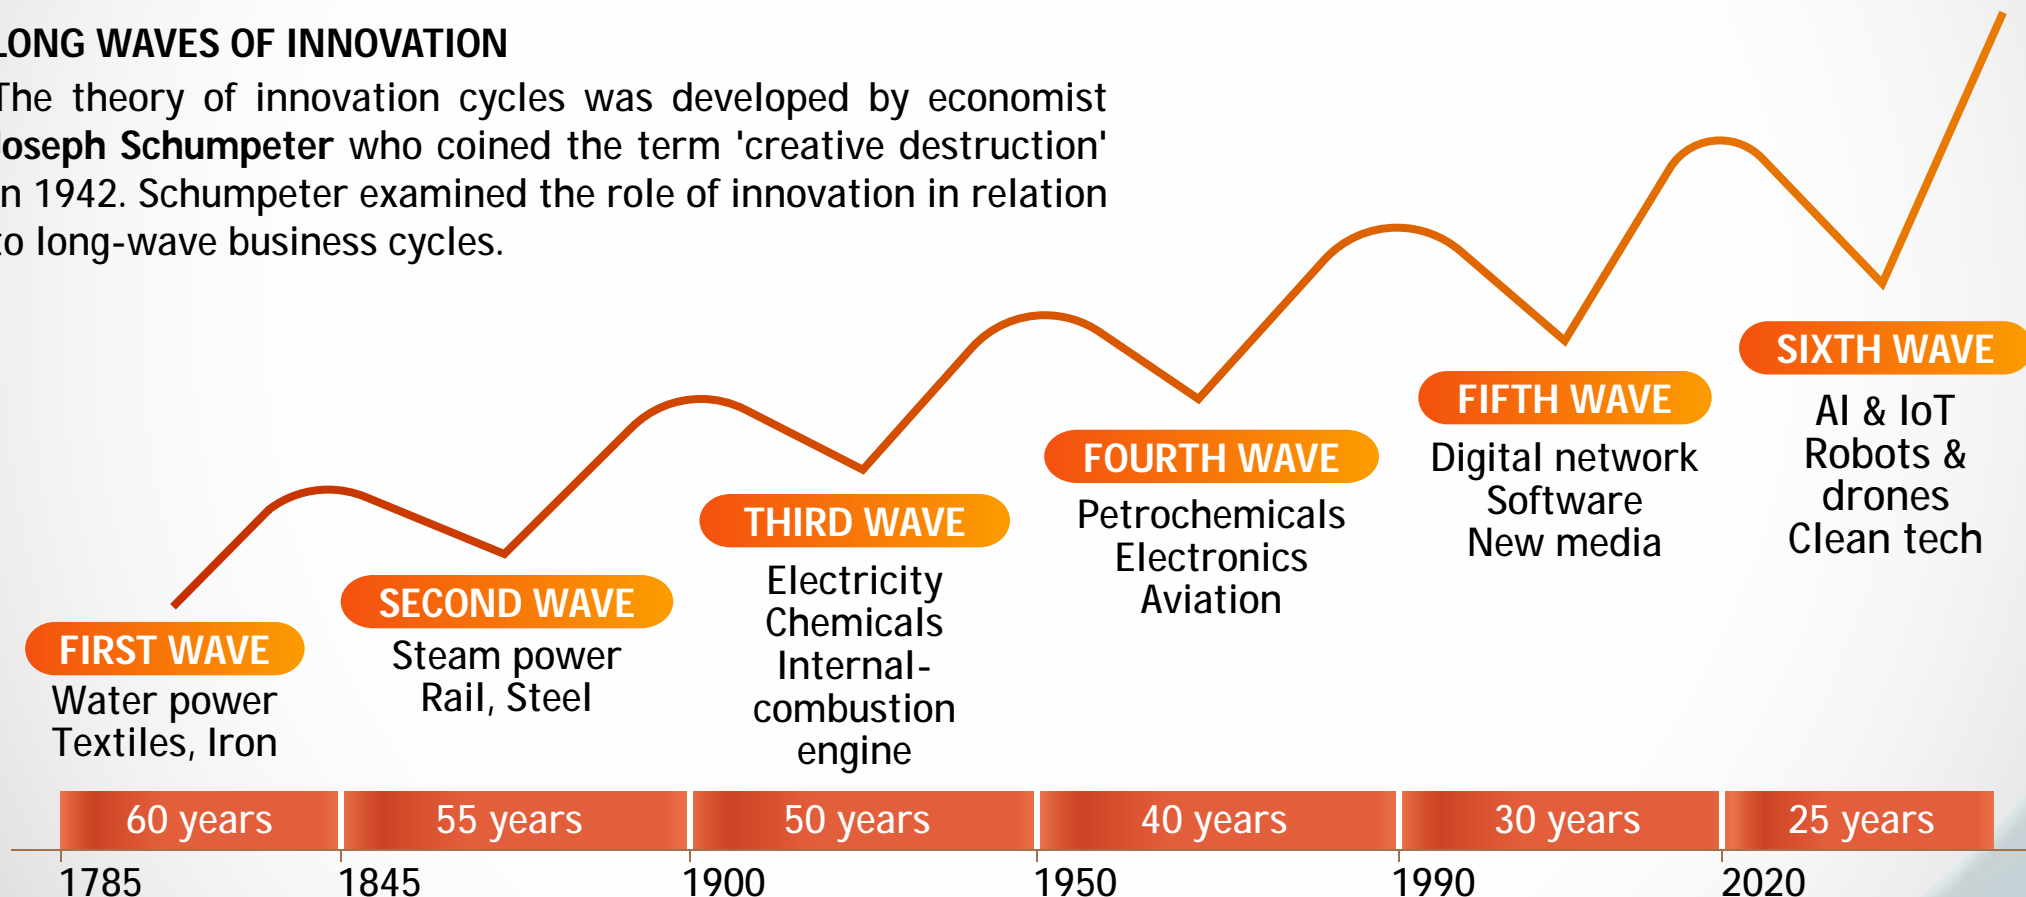 LONG WAVES OF INNOVATION
The theory of innovation cycles was developed by economist
Joseph Schumpeter who coined the term 'creative destruction'
in 1942. Schumpeter examined the role of innovation in relation
to long-wave business cycles.
FIRST WAVE
Water power
Textiles, Iron
SECOND WAVE
Steam power
Rail, Steel
THIRD WAVE
Electricity
Chemicals
Internal-
combustion
engine
FOURTH WAVE
Petrochemicals
Electronics
Aviation
FIFTH WAVE
Digital network
Software
New media
SIXTH WAVE
AI & IoT
Robots &
drones
Clean tech
60 years
55 years
50 years
40 years
30 years
25 years
1785
1845
1900
1950
1990
2020